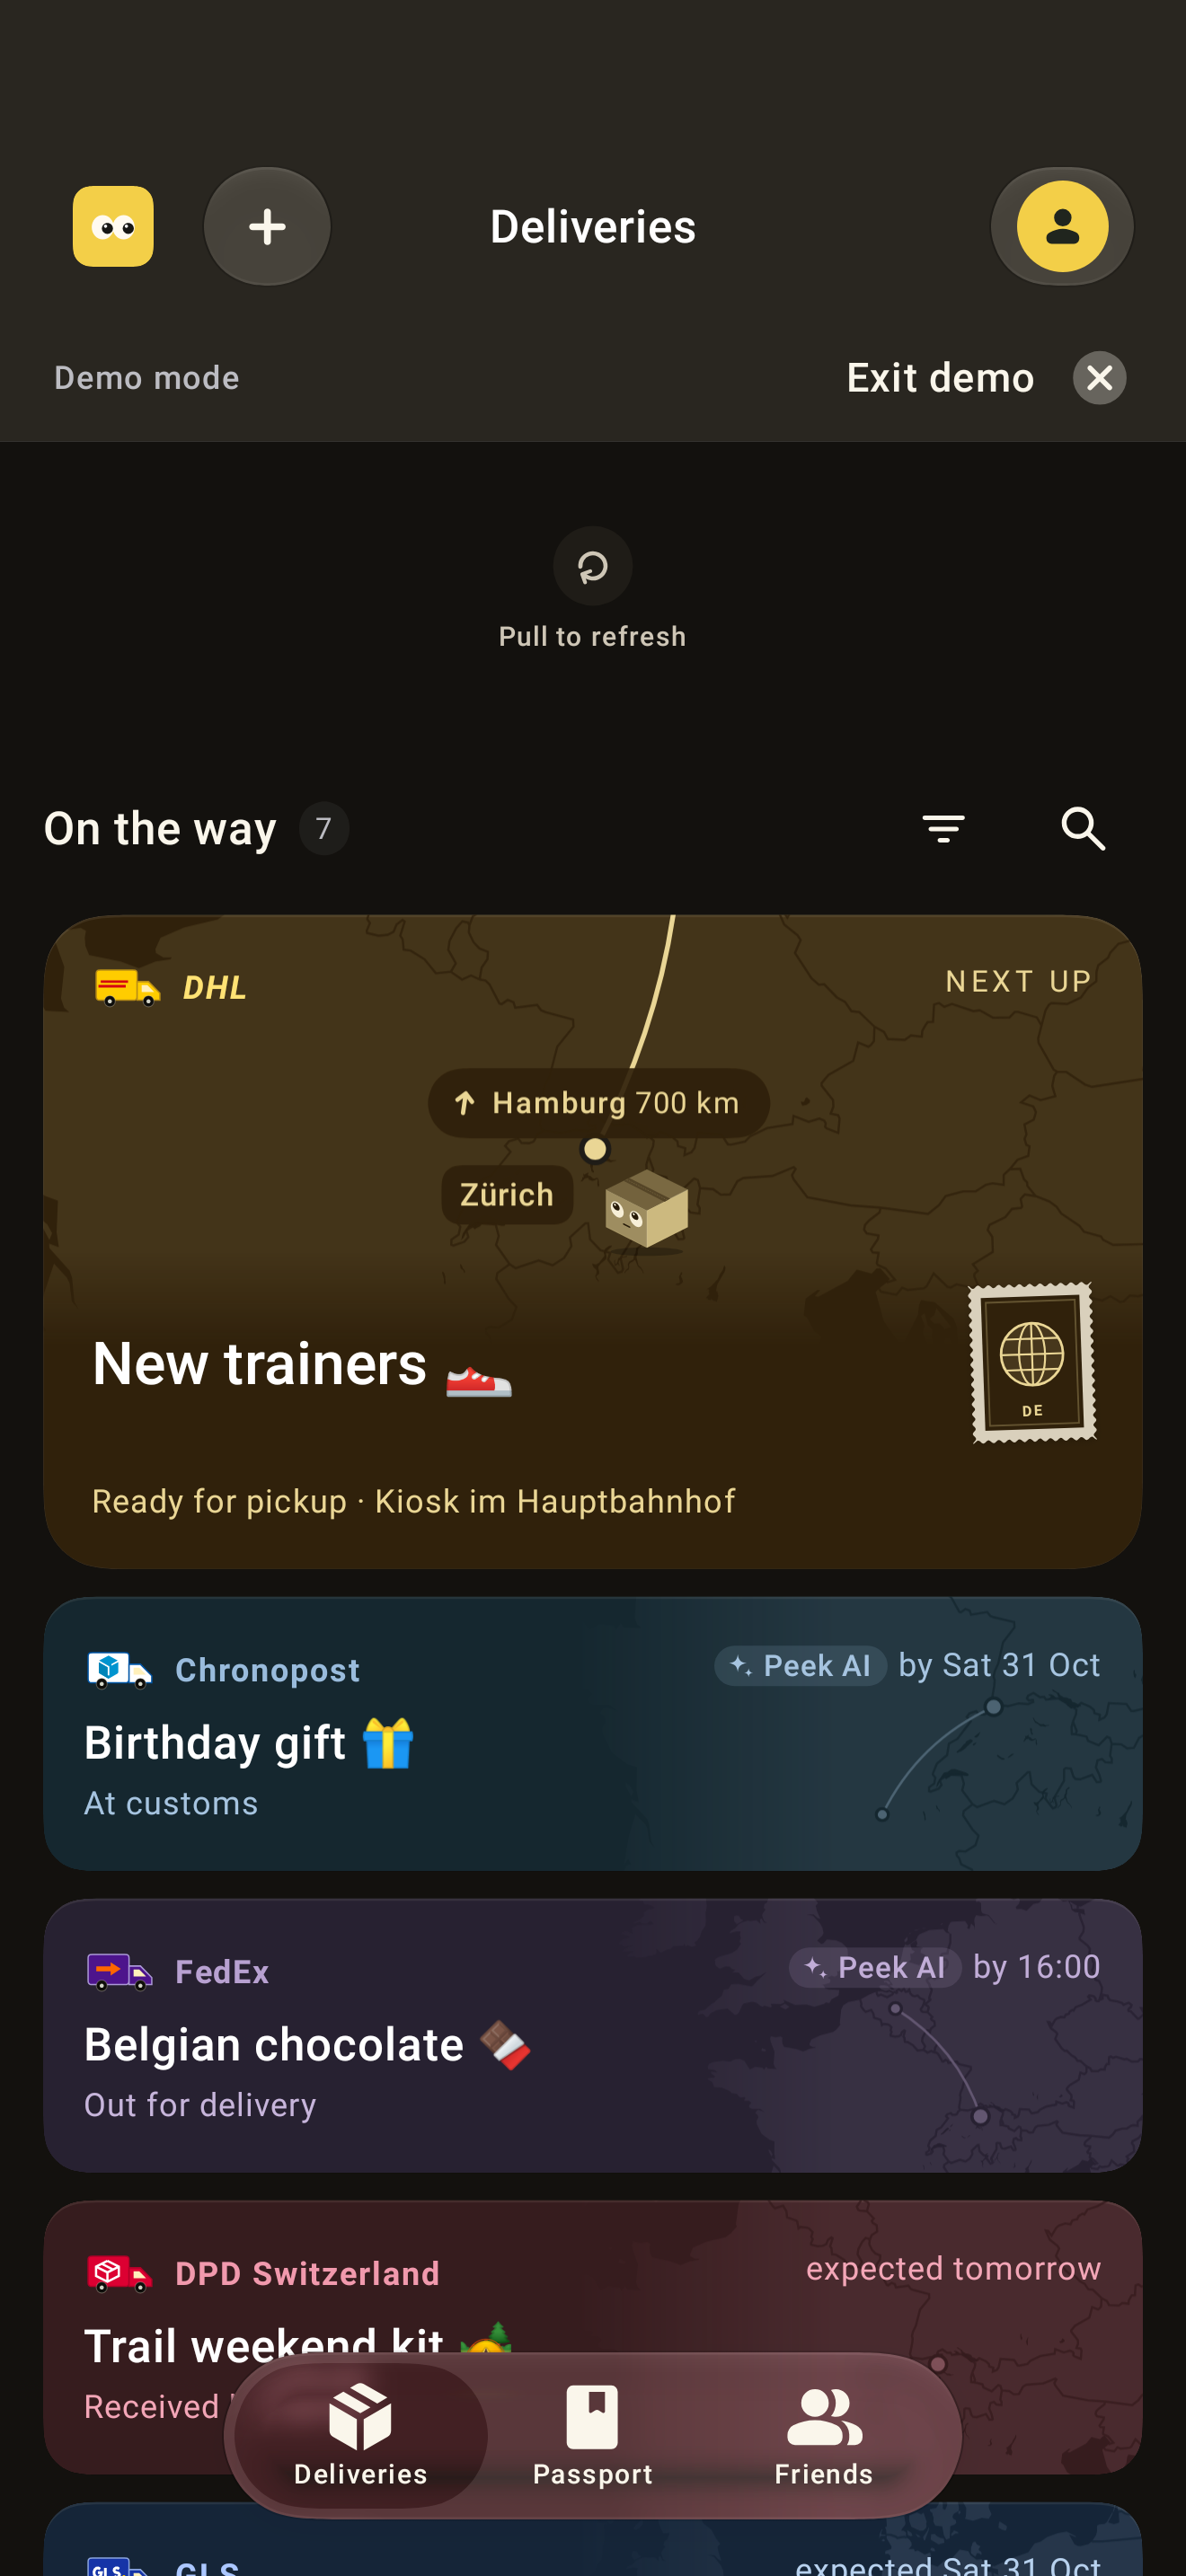 Deliveries
Demo mode
Exit demo
Pull to refresh
On the way 7
DHL
NEXT UP
Hamburg 700 km
Zürich
New trainers
DE
Ready for pickup · Kiosk im Hauptbahnhof
Chronopost
Peek AI by Sat 31 Oct
Birthday gift
At customs
FedEx
Peek AI by 16:00
Belgian chocolate
Out for delivery
DPD Switzerland
expected tomorrow
Trail weekend kit
Received
Deliveries
Passport
Friends
GLS
GLS
expected Sat 31 Oct